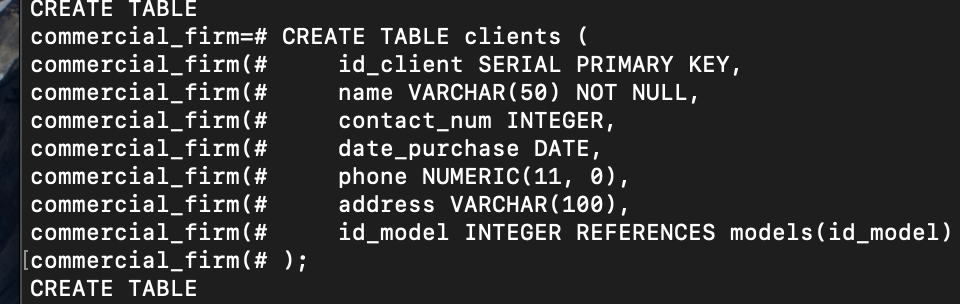 CREATE TABLE
commercial_firm=# CREATE TABLE clients (
commercial_firm(#     id_client SERIAL PRIMARY KEY,
commercial_firm(#     name VARCHAR(50) NOT NULL,
commercial_firm(#     contact_num INTEGER,
commercial_firm(#     date_purchase DATE,
commercial_firm(#     phone NUMERIC(11, 0),
commercial_firm(#     address VARCHAR(100),
commercial_firm(#     id_model INTEGER REFERENCES models(id_model)
[commercial_firm(# );
CREATE TABLE